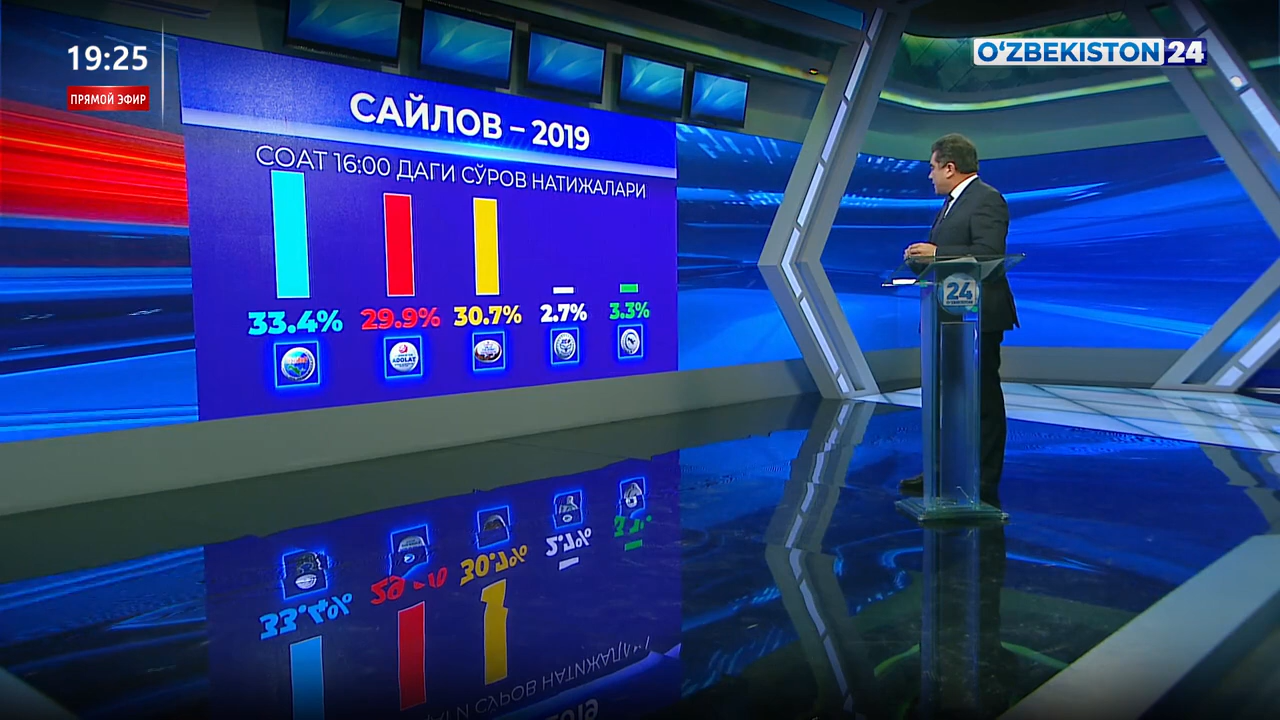 19:25
ПРЯМОЙ ЭФИР
O‘ZBEKISTON 24
САЙЛОВ – 2019
СОАТ 16:00 ДАГИ СЎРОВ НАТИЖАЛАРИ
33.4% 29.9% 30.7% 2.7% 3.3%
ADOLAT
24